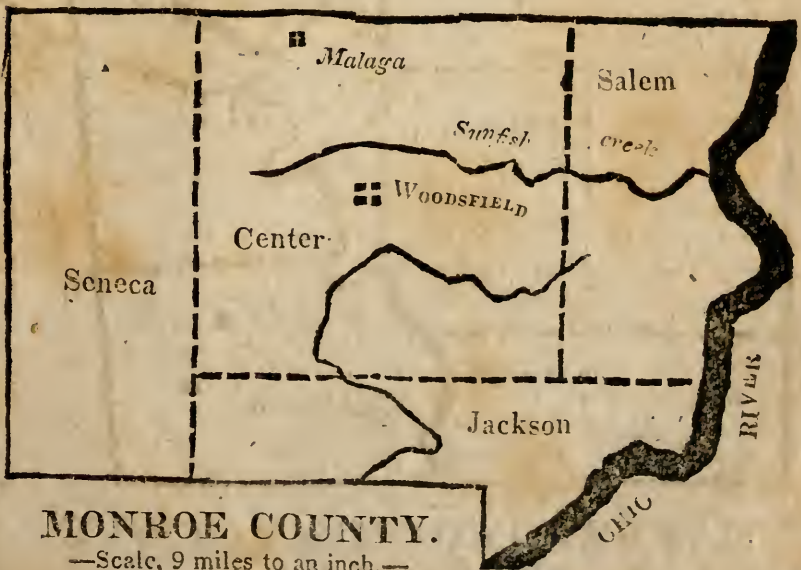 Malaga
Salem
Sunfish creek
WOODSFIELD
Center
Seneca
Jackson
RIVER
OHIO
MONROE COUNTY.
—Scale, 9 miles to an inch—